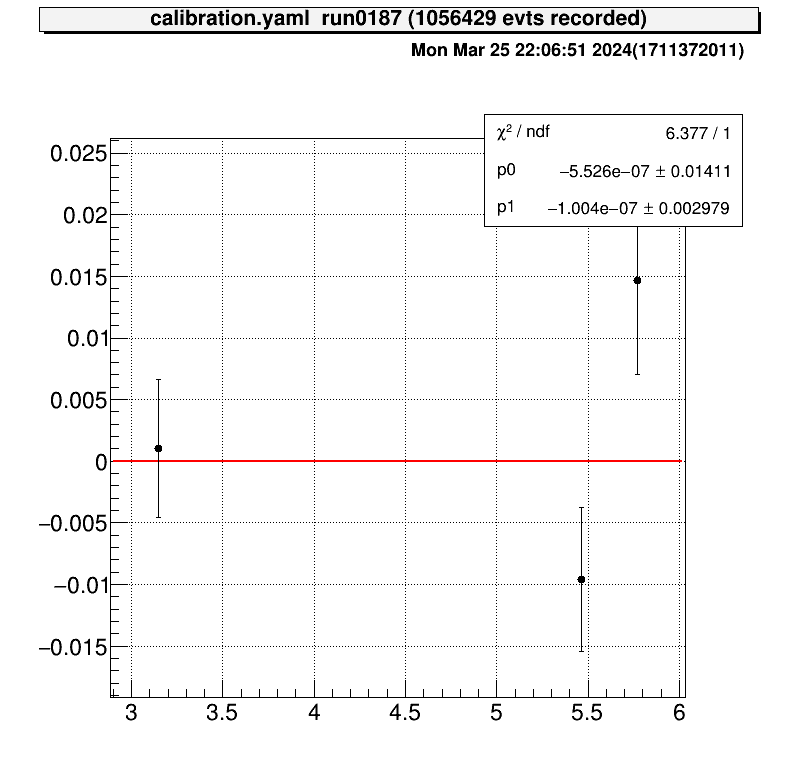 calibration.yaml run0187 (1056429 evts recorded)
Mon Mar 25 22:06:51 2024(1711372011)
χ² / ndf 6.377 / 1
p0 −5.526e−07 ± 0.01411
p1 −1.004e−07 ± 0.002979
0.025
0.02
0.015
0.01
0.005
0
−0.005
−0.01
−0.015
3 3.5 4 4.5 5 5.5 6